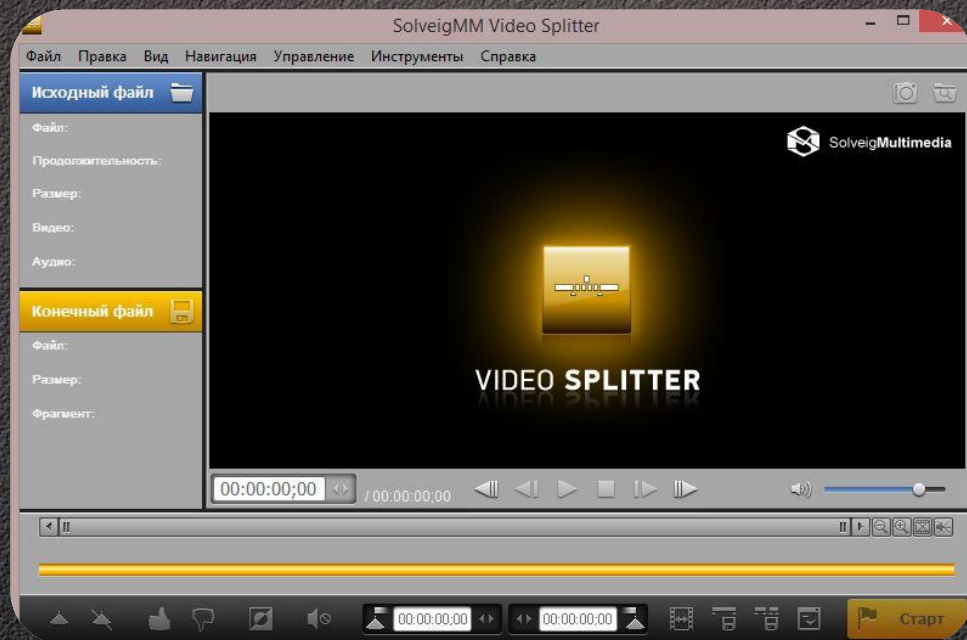 SolveigMM Video Splitter
Файл Правка Вид Навигация Управление Инструменты Справка
Исходный файл
Файл:
Продолжительность:
Размер:
Видео:
Аудио:
SolveigMultimedia
VIDEO SPLITTER
Конечный файл
Файл:
Размер:
Фрагмент:
00:00:00;00 / 00:00:00;00
00:00:00;00 00:00:00;00 Старт